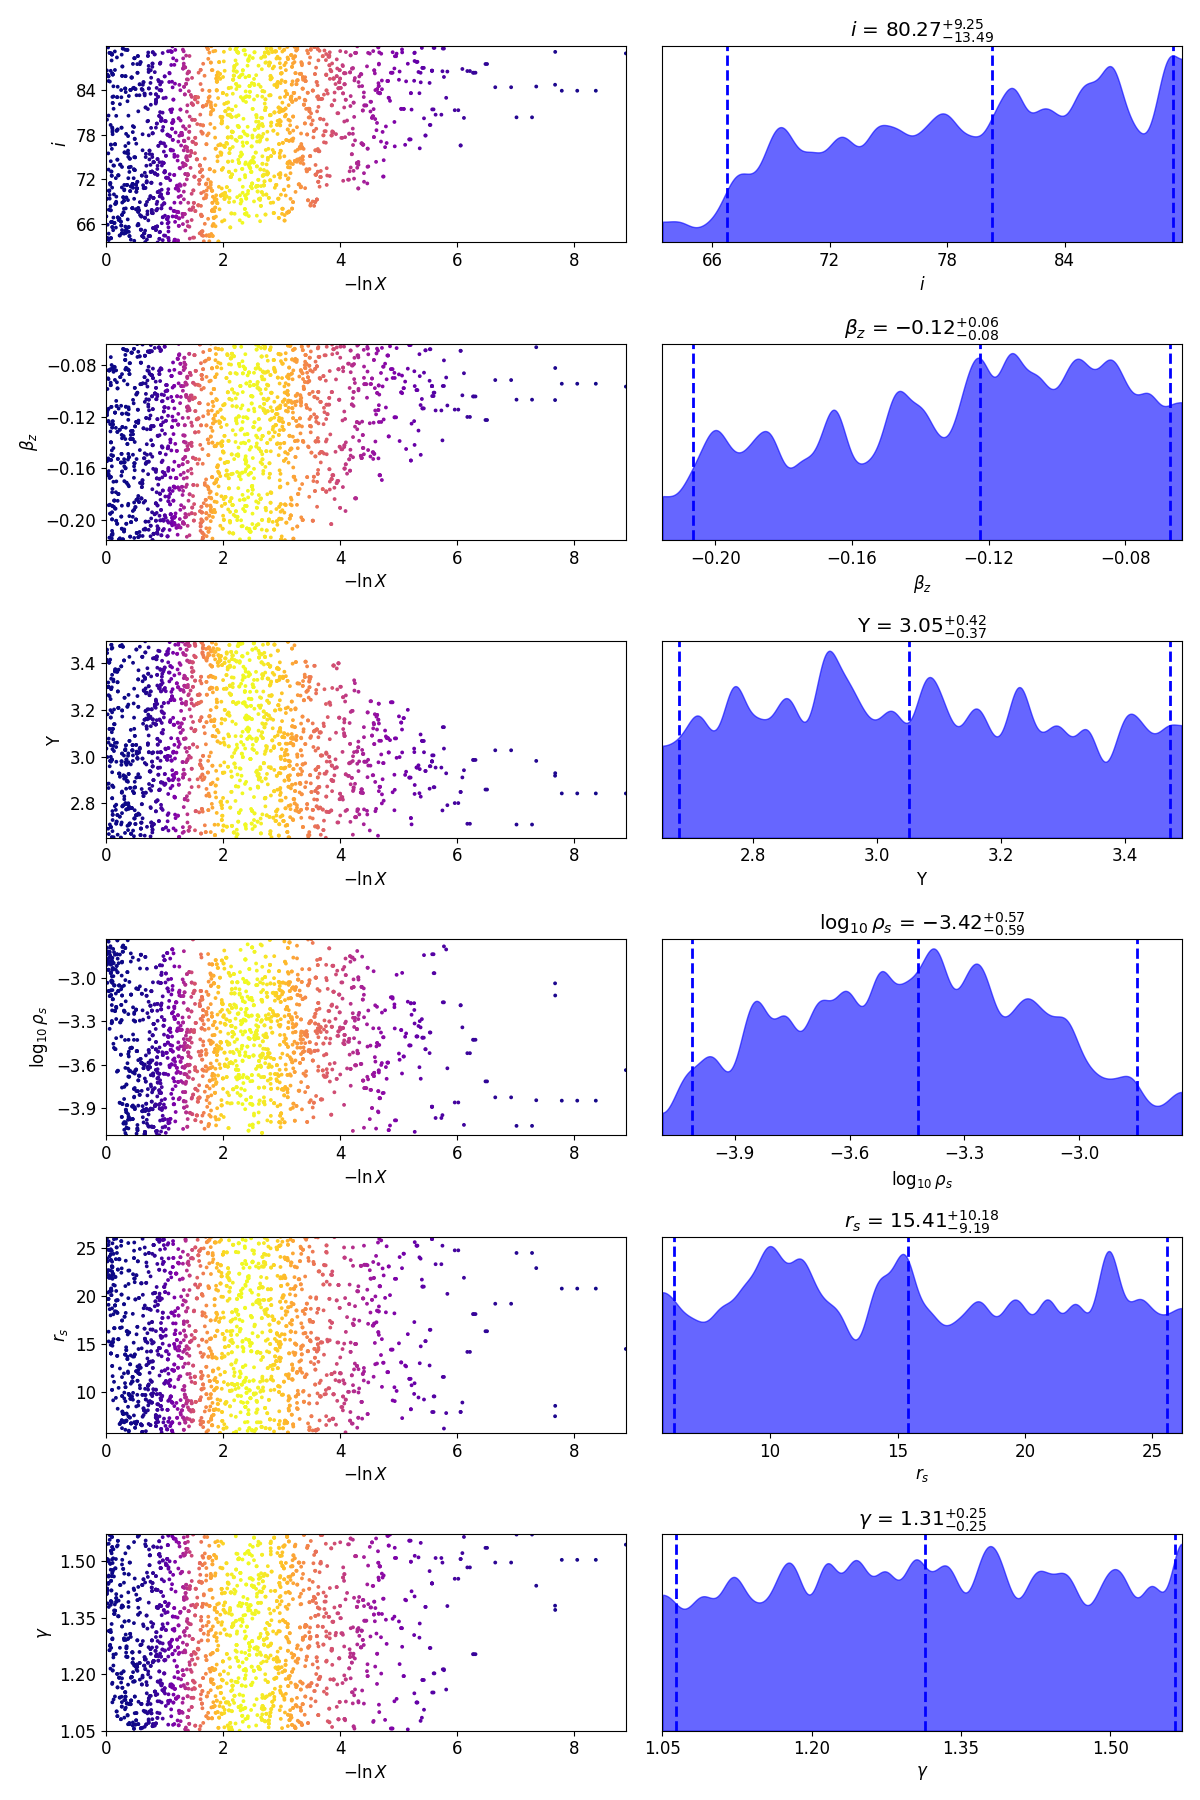 i = 80.27^{+9.25}_{-13.49}
84
78
72
66
i
0 2 4 6 8
−ln X
66 72 78 84
i
β_z = −0.12^{+0.06}_{-0.08}
−0.08
−0.12
−0.16
−0.20
β_z
0 2 4 6 8
−ln X
−0.20 −0.16 −0.12 −0.08
β_z
Y = 3.05^{+0.42}_{-0.37}
3.4
3.2
3.0
2.8
Y
0 2 4 6 8
−ln X
2.8 3.0 3.2 3.4
Y
log₁₀ ρ_s = −3.42^{+0.57}_{-0.59}
−3.0
−3.3
−3.6
−3.9
log₁₀ ρ_s
0 2 4 6 8
−ln X
−3.9 −3.6 −3.3 −3.0
log₁₀ ρ_s
r_s = 15.41^{+10.18}_{-9.19}
25
20
15
10
r_s
0 2 4 6 8
−ln X
10 15 20 25
r_s
γ = 1.31^{+0.25}_{-0.25}
1.50
1.35
1.20
1.05
γ
0 2 4 6 8
−ln X
1.05 1.20 1.35 1.50
γ